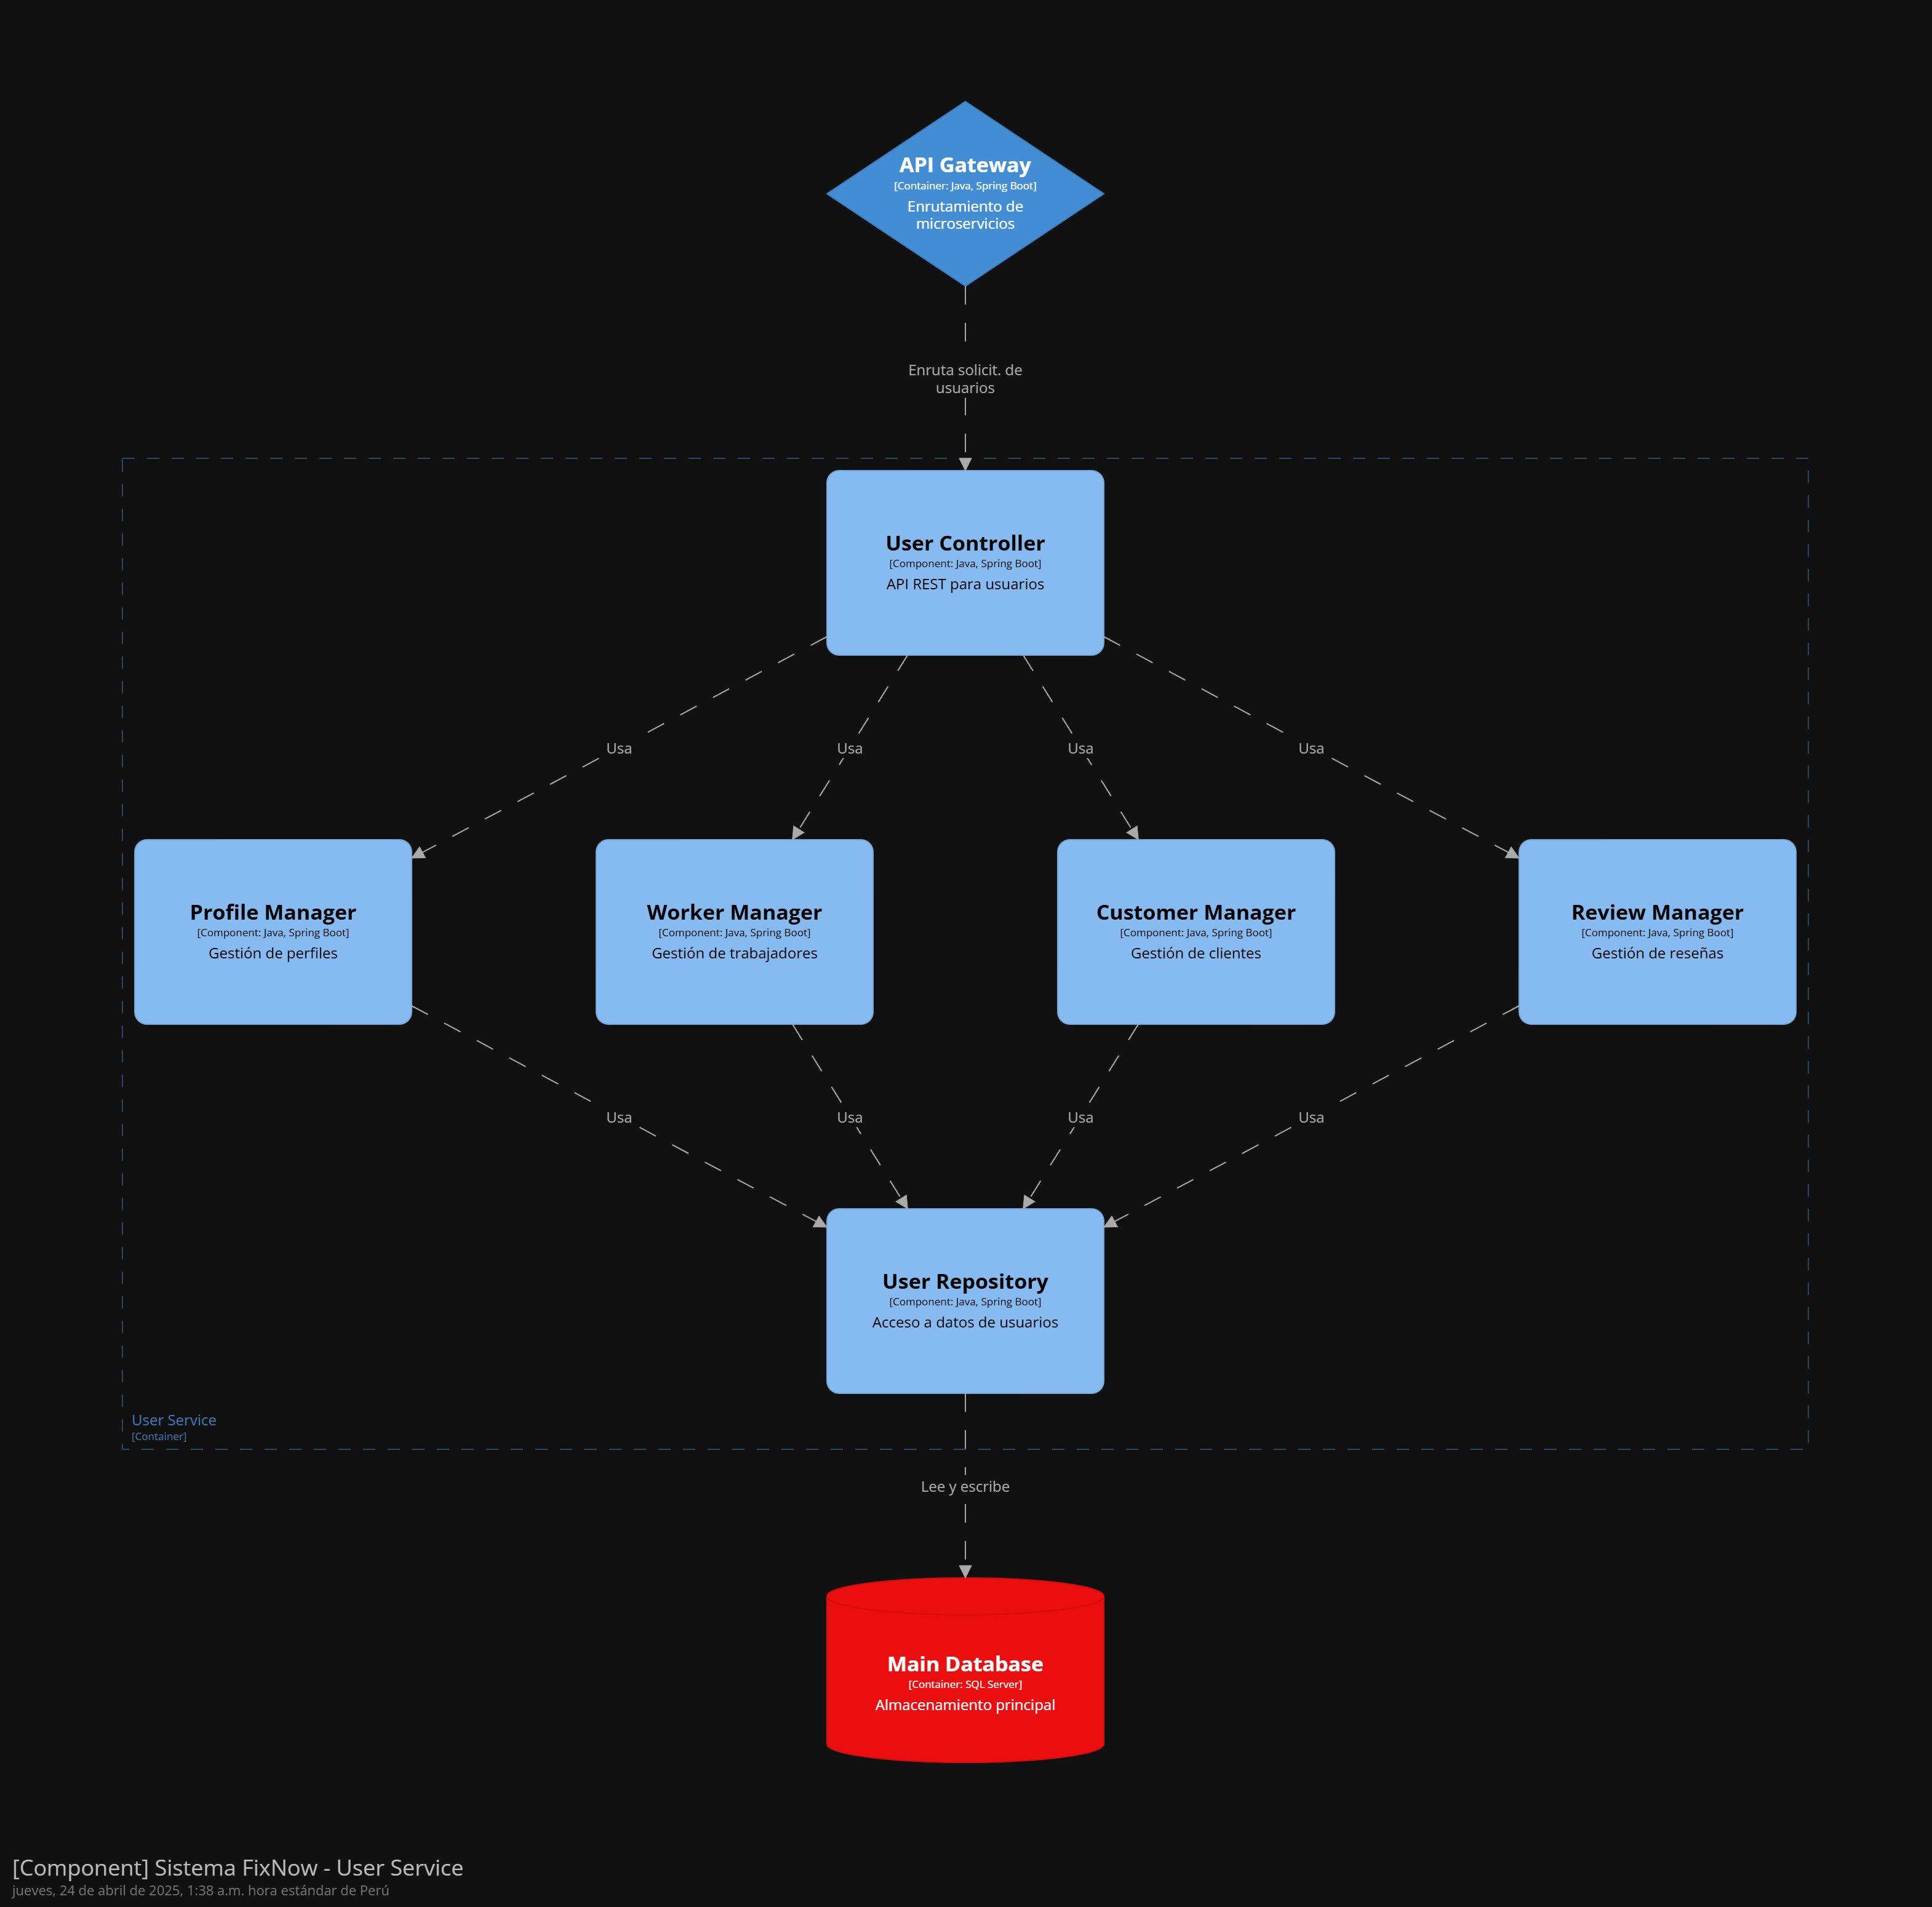 API Gateway
[Container: Java, Spring Boot]
Enrutamiento de
microservicios
Enruta solicit. de
usuarios
User Controller
[Component: Java, Spring Boot]
API REST para usuarios
Usa
Usa
Usa
Usa
Profile Manager
[Component: Java, Spring Boot]
Gestión de perfiles
Worker Manager
[Component: Java, Spring Boot]
Gestión de trabajadores
Customer Manager
[Component: Java, Spring Boot]
Gestión de clientes
Review Manager
[Component: Java, Spring Boot]
Gestión de reseñas
Usa
Usa
Usa
Usa
User Repository
[Component: Java, Spring Boot]
Acceso a datos de usuarios
User Service
[Container]
Lee y escribe
Main Database
[Container: SQL Server]
Almacenamiento principal
[Component] Sistema FixNow - User Service
jueves, 24 de abril de 2025, 1:38 a.m. hora estándar de Perú